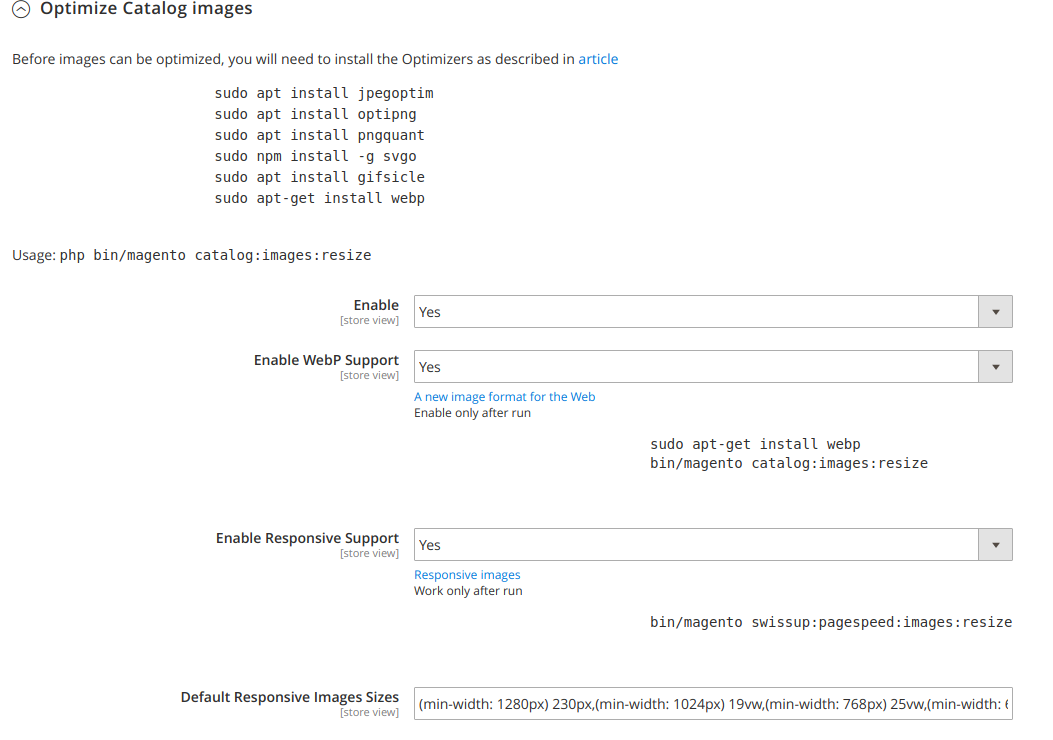 Optimize Catalog images
Before images can be optimized, you will need to install the Optimizers as described in article
sudo apt install jpegoptim
sudo apt install optipng
sudo apt install pngquant
sudo npm install -g svgo
sudo apt install gifsicle
sudo apt-get install webp
Usage: php bin/magento catalog:images:resize
Enable
Yes
[store view]
Enable WebP Support
Yes
[store view]
A new image format for the Web
Enable only after run
sudo apt-get install webp
bin/magento catalog:images:resize
Enable Responsive Support
Yes
[store view]
Responsive images
Work only after run
bin/magento swissup:pagespeed:images:resize
Default Responsive Images Sizes
(min-width: 1280px) 230px,(min-width: 1024px) 19vw,(min-width: 768px) 25vw,(min-width:
[store view]